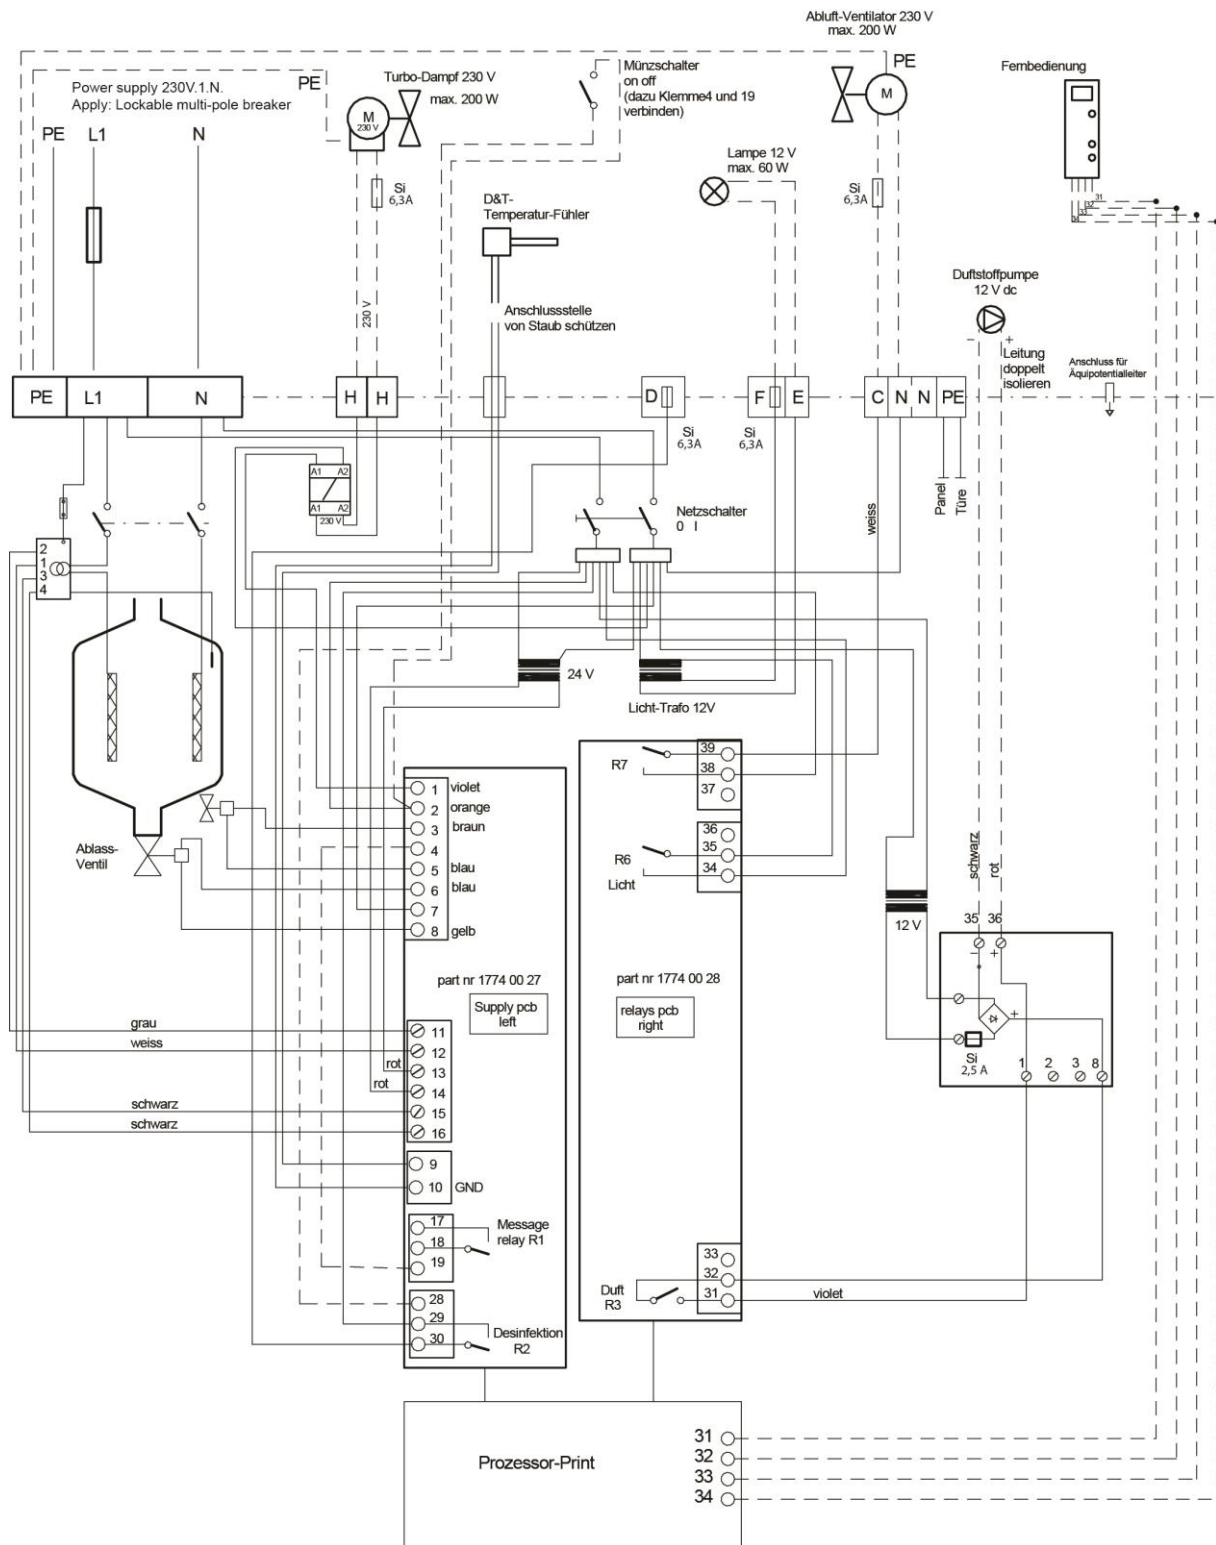 Abluft-Ventilator 230 V
max. 200 W
PE
M
Münzschalter
on off
(dazu Klemme4 und 19
verbinden)
Fernbedienung
31
32
33
34
Power supply 230V.1.N.
Apply: Lockable multi-pole breaker
PE
Turbo-Dampf 230 V
max. 200 W
M
230 V
PE
L1
N
Si
6,3A
Lampe 12 V
max. 60 W
Si
6,3A
D&T-
Temperatur-Fühler
230 V
Anschlussstelle
von Staub schützen
Duftstoffpumpe
12 V dc
-
+
Leitung
doppelt
isolieren
Anschluss für
Äquipotentialleiter
PE
L1
N
H
H
D
F
E
C
N
N
PE
Si
6,3A
Si
6,3A
A1
A2
A1
A2
230 V
Netzschalter
0 I
weiss
Panel
Türe
2
1
3
4
24 V
Licht-Trafo 12V
Ablass-
Ventil
1
violet
2
orange
3
braun
4
5
blau
6
blau
7
8
gelb
part nr 1774 00 27
Supply pcb
left
grau
11
weiss
12
rot
13
rot
14
schwarz
15
schwarz
16
9
10
GND
17
18
19
Message
relay R1
28
29
30
Desinfektion
R2
R7
39
38
37
36
R6
35
34
Licht
part nr 1774 00 28
relays pcb
right
33
32
31
Duft
R3
violet
schwarz
rot
12 V
35
36
-
+
+
Si
2,5 A
1
2
3
8
Prozessor-Print
31
32
33
34